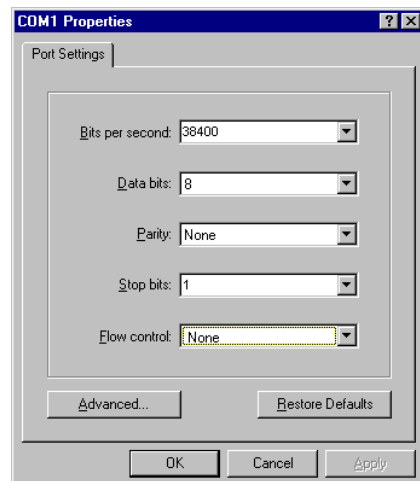 COM1 Properties
Port Settings
Bits per second: 38400
Data bits: 8
Parity: None
Stop bits: 1
Flow control: None
Advanced... Restore Defaults
OK Cancel Apply